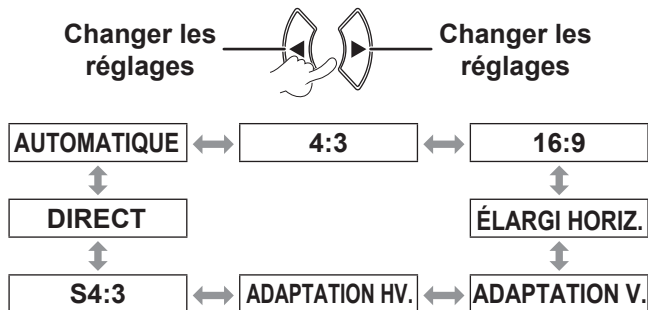 Changer les
réglages
Changer les
réglages
AUTOMATIQUE
4:3
16:9
DIRECT
ÉLARGI HORIZ.
S4:3
ADAPTATION HV.
ADAPTATION V.